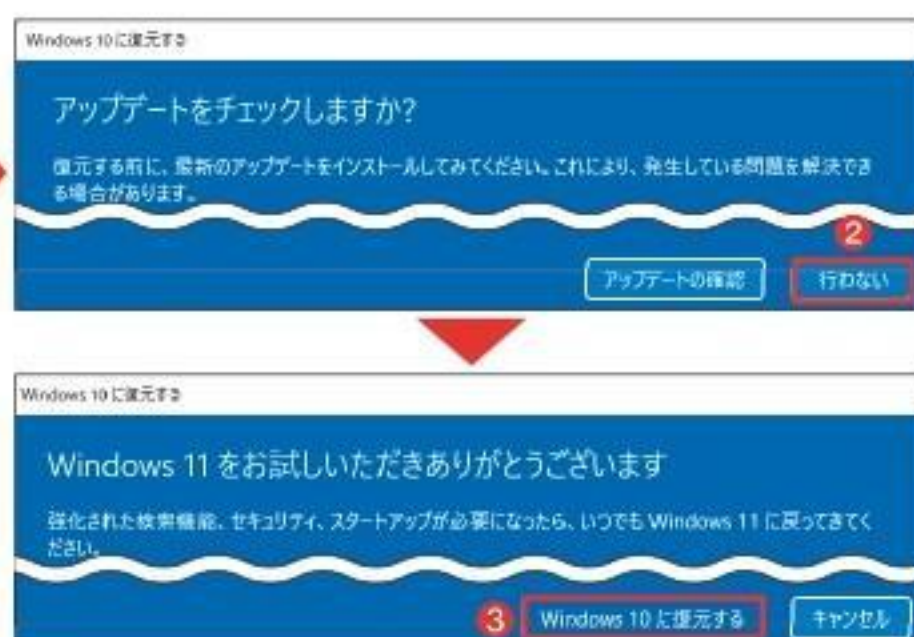 Windows 10に復元する
アップデートをチェックしますか?
復元する前に、最新のアップデートをインストールしてみてください。これにより、発生している問題を解決でき
る場合があります。
2
アップデートの確認 行わない
Windows 10 に復元する
Windows 11 をお試しいただきありがとうございます
強化された検索機能、セキュリティ、スタートアップが必要になったら、いつでも Windows 11 に戻ってきてく
ださい。
3 Windows 10 に復元する キャンセル